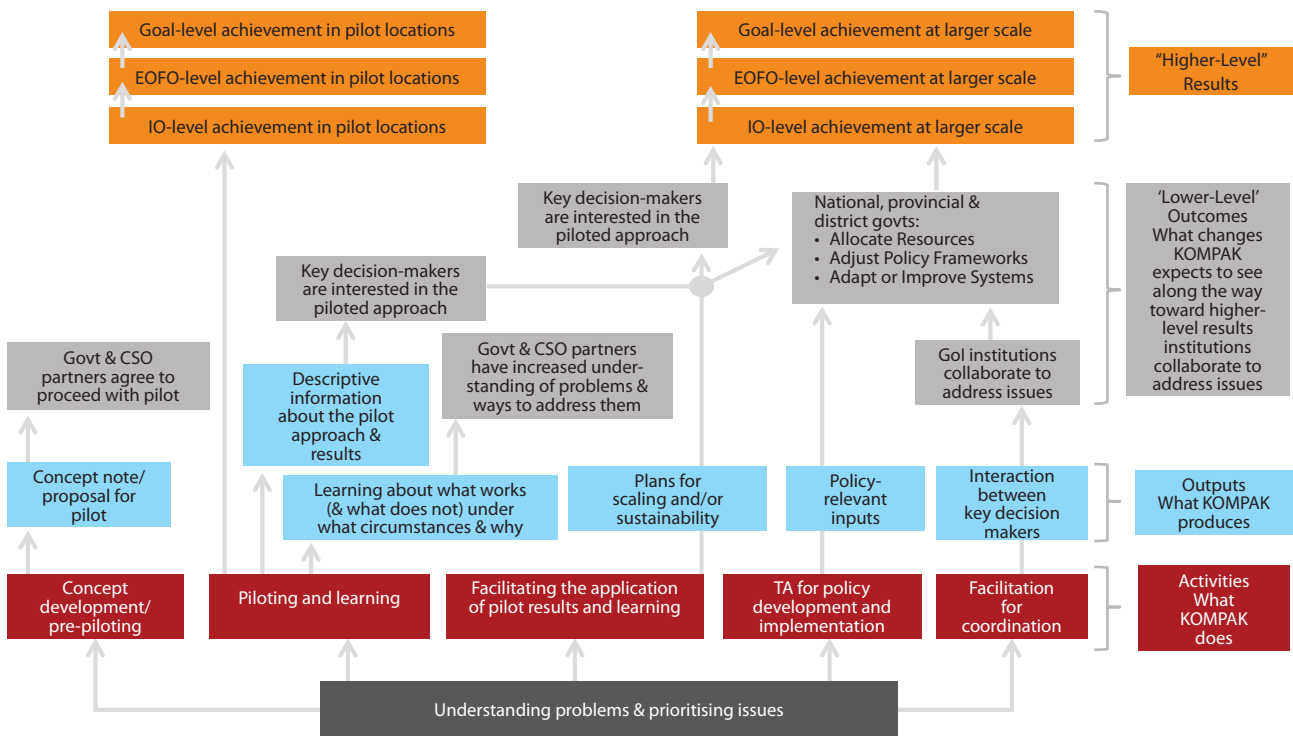 Goal-level achievement in pilot locations
EOFO-level achievement in pilot locations
IO-level achievement in pilot locations
Goal-level achievement at larger scale
EOFO-level achievement at larger scale
IO-level achievement at larger scale
“Higher-Level”
Results
Key decision-makers
are interested in the
piloted approach
National, provincial &
district govts:
• Allocate Resources
• Adjust Policy Frameworks
• Adapt or Improve Systems
‘Lower-Level’
Outcomes
What changes
KOMPAK
expects to see
along the way
toward higher-
level results
institutions
collaborate to
address issues
Key decision-makers
are interested in the
piloted approach
Govt & CSO
partners agree to
proceed with pilot
Govt & CSO partners
have increased under-
standing of problems &
ways to address them
GoI institutions
collaborate to
address issues
Descriptive
information
about the pilot
approach &
results
Concept note/
proposal for
pilot
Learning about what works
(& what does not) under
what circumstances & why
Plans for
scaling and/or
sustainability
Policy-
relevant
inputs
Interaction
between
key decision
makers
Outputs
What KOMPAK
produces
Concept
development/
pre-piloting
Piloting and learning
Facilitating the application
of pilot results and learning
TA for policy
development and
implementation
Facilitation
for
coordination
Activities
What
KOMPAK
does
Understanding problems & prioritising issues